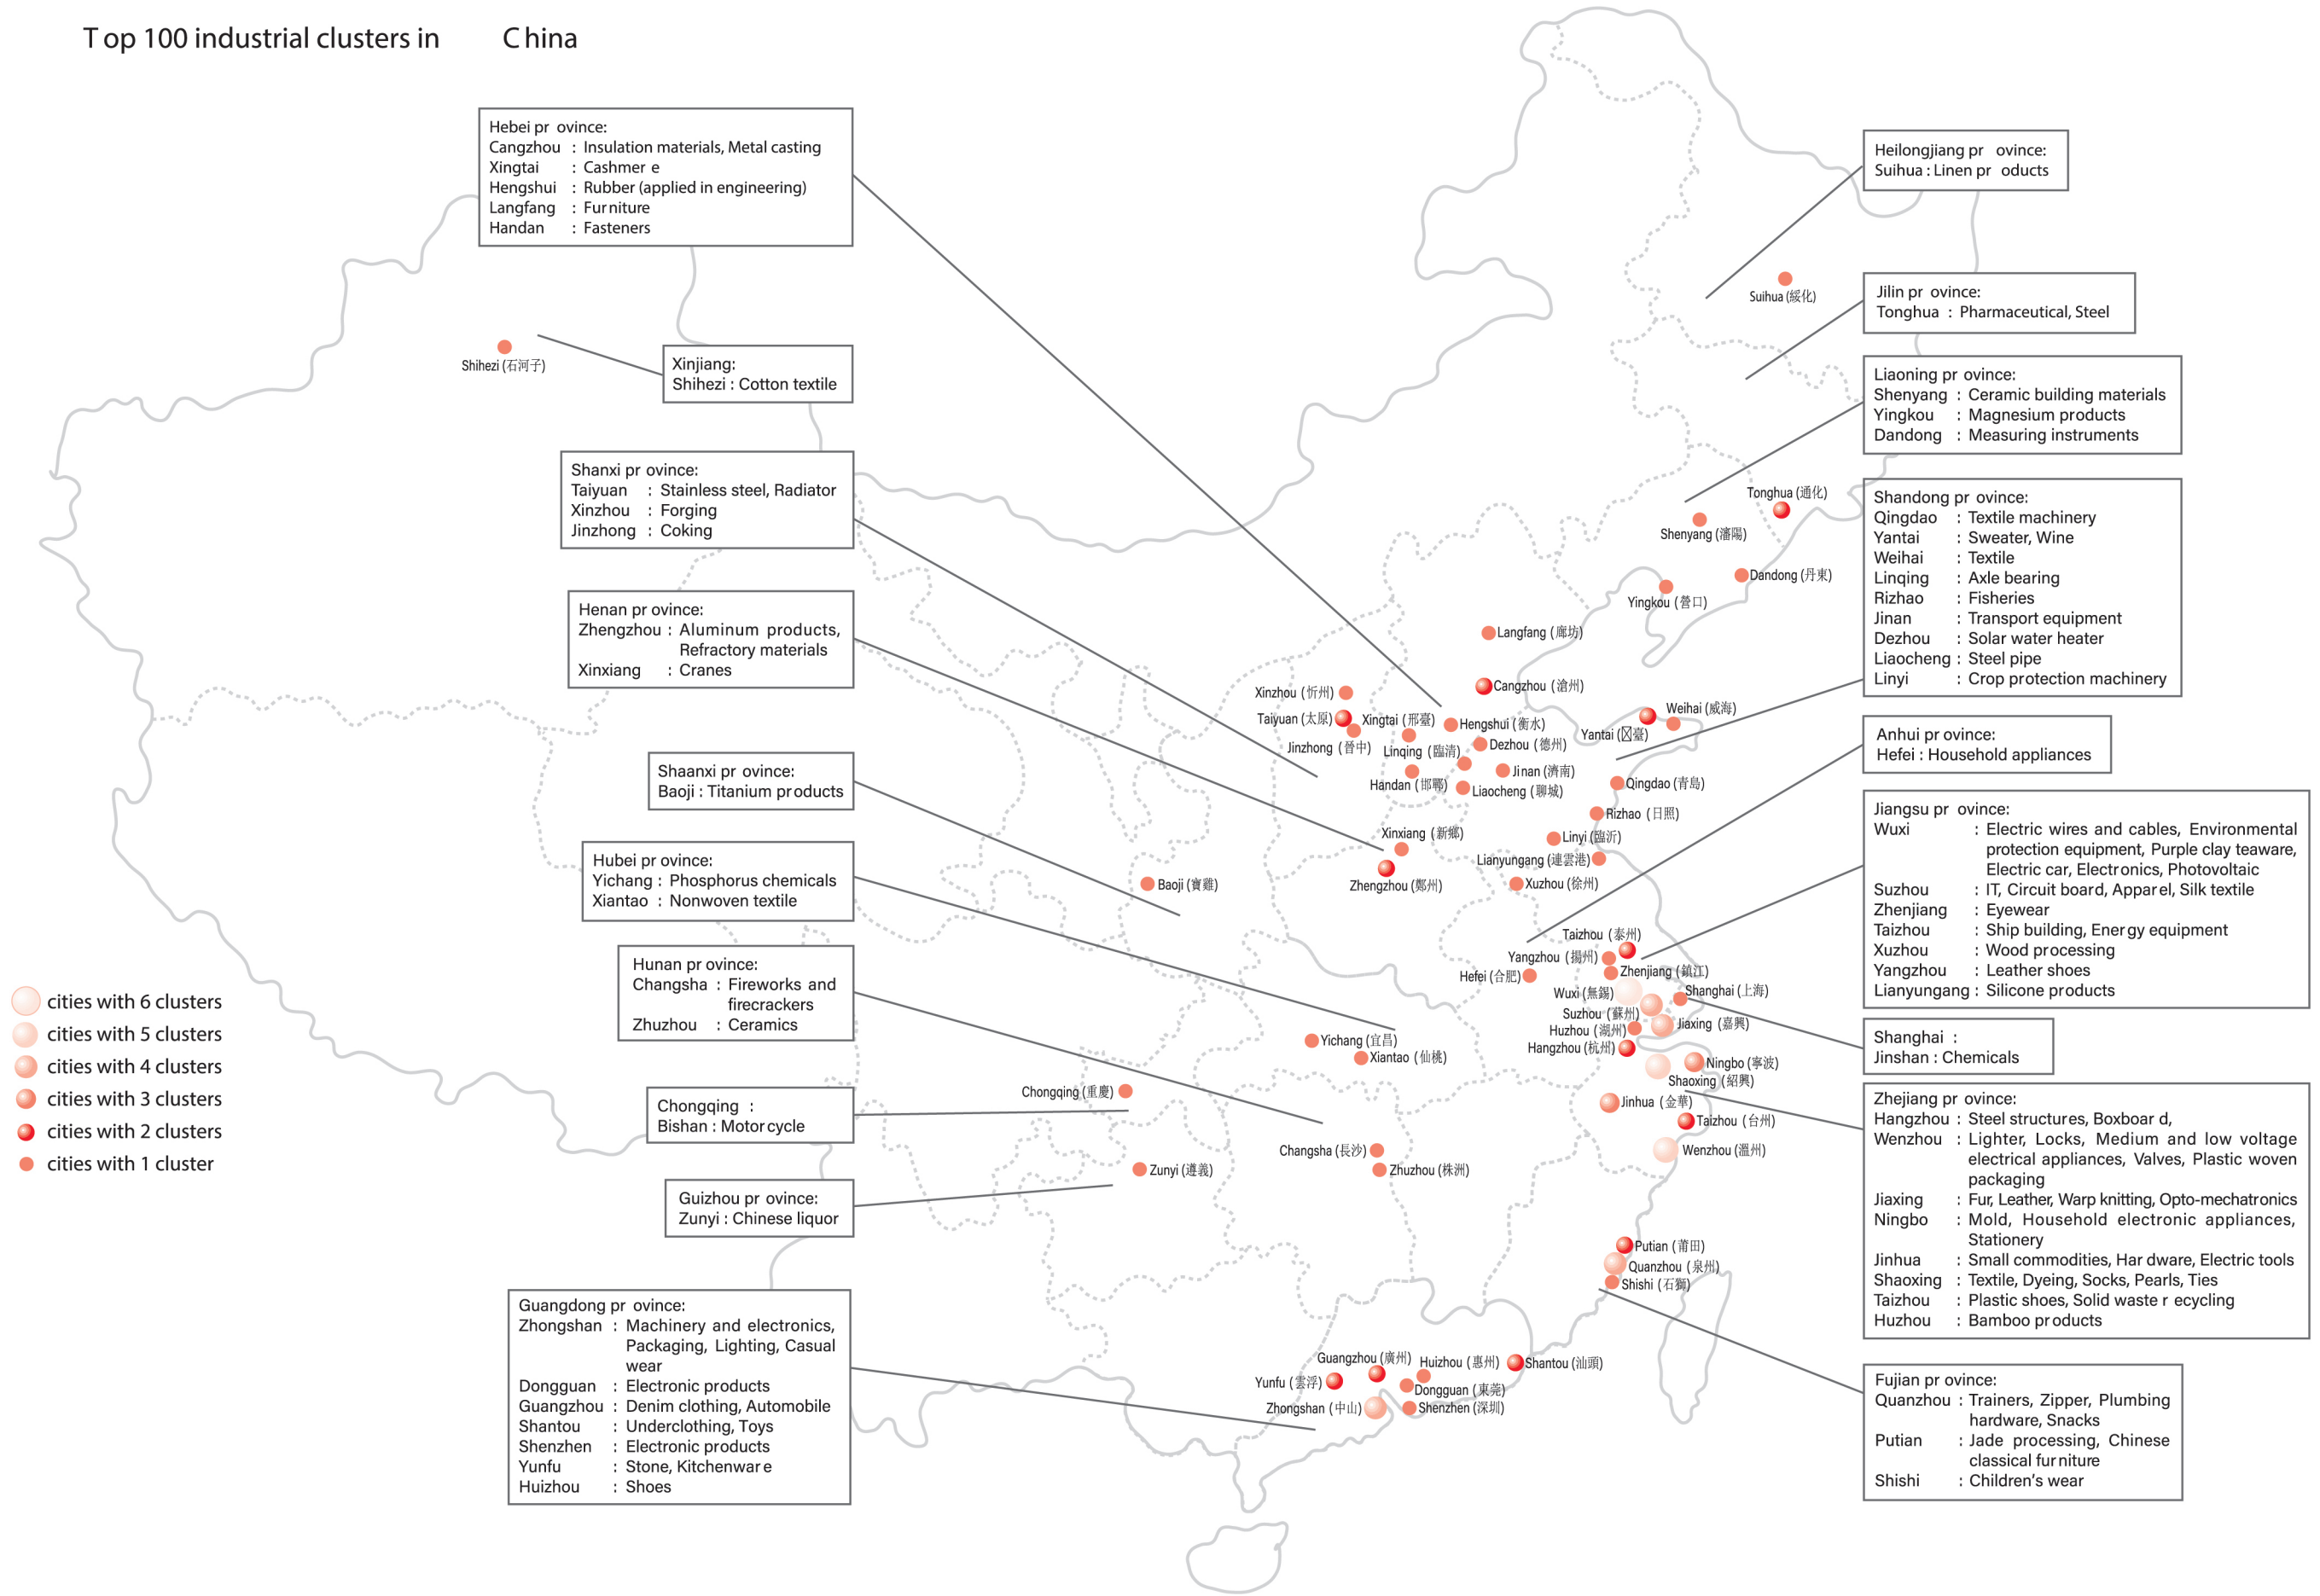 Top 100 industrial clusters in China
Hebei province:
Cangzhou : Insulation materials, Metal casting
Xingtai : Cashmere
Hengshui : Rubber (applied in engineering)
Langfang : Furniture
Handan : Fasteners
Xinjiang:
Shihezi : Cotton textile
Shanxi province:
Taiyuan : Stainless steel, Radiator
Xinzhou : Forging
Jinzhong : Coking
Henan province:
Zhengzhou : Aluminum products,
Refractory materials
Xinxiang : Cranes
Shaanxi province:
Baoji : Titanium products
Hubei province:
Yichang : Phosphorus chemicals
Xiantao : Nonwoven textile
Hunan province:
Changsha : Fireworks and
firecrackers
Zhuzhou : Ceramics
Chongqing :
Bishan : Motorcycle
Guizhou province:
Zunyi : Chinese liquor
Guangdong province:
Zhongshan : Machinery and electronics,
Packaging, Lighting, Casual
wear
Dongguan : Electronic products
Guangzhou : Denim clothing, Automobile
Shantou : Underclothing, Toys
Shenzhen : Electronic products
Yunfu : Stone, Kitchenware
Huizhou : Shoes
cities with 6 clusters
cities with 5 clusters
cities with 4 clusters
cities with 3 clusters
cities with 2 clusters
cities with 1 cluster
Shihezi (石河子)
Suihua (綏化)
Tonghua (通化)
Shenyang (瀋陽)
Dandong (丹東)
Yingkou (營口)
Langfang (廊坊)
Cangzhou (滄州)
Xinzhou (忻州)
Taiyuan (太原)
Xingtai (邢臺)
Hengshui (衡水)
Weihai (威海)
Yantai (臺)
Jinzhong (晉中)
Linqing (臨清)
Dezhou (德州)
Handan (邯鄲)
Jinan (濟南)
Liaocheng (聊城)
Qingdao (青島)
Rizhao (日照)
Xinxiang (新鄉)
Linyi (臨沂)
Lianyungang (連雲港)
Zhengzhou (鄭州)
Xuzhou (徐州)
Baoji (寶雞)
Taizhou (泰州)
Yangzhou (揚州)
Hefei (合肥)
Zhenjiang (鎮江)
Wuxi (無錫)
Shanghai (上海)
Suzhou (蘇州)
Huzhou (湖州)
Jiaxing (嘉興)
Hangzhou (杭州)
Yichang (宜昌)
Xiantao (仙桃)
Ningbo (寧波)
Shaoxing (紹興)
Chongqing (重慶)
Jinhua (金華)
Taizhou (台州)
Changsha (長沙)
Wenzhou (溫州)
Zunyi (遵義)
Zhuzhou (株洲)
Putian (莆田)
Quanzhou (泉州)
Shishi (石獅)
Guangzhou (廣州)
Huizhou (惠州)
Shantou (汕頭)
Yunfu (雲浮)
Dongguan (東莞)
Zhongshan (中山)
Shenzhen (深圳)
Heilongjiang province:
Suihua : Linen products
Jilin province:
Tonghua : Pharmaceutical, Steel
Liaoning province:
Shenyang : Ceramic building materials
Yingkou : Magnesium products
Dandong : Measuring instruments
Shandong province:
Qingdao : Textile machinery
Yantai : Sweater, Wine
Weihai : Textile
Linqing : Axle bearing
Rizhao : Fisheries
Jinan : Transport equipment
Dezhou : Solar water heater
Liaocheng : Steel pipe
Linyi : Crop protection machinery
Anhui province:
Hefei : Household appliances
Jiangsu province:
Wuxi : Electric wires and cables, Environmental
protection equipment, Purple clay teaware,
Electric car, Electronics, Photovoltaic
Suzhou : IT, Circuit board, Apparel, Silk textile
Zhenjiang : Eyewear
Taizhou : Ship building, Energy equipment
Xuzhou : Wood processing
Yangzhou : Leather shoes
Lianyungang : Silicone products
Shanghai :
Jinshan : Chemicals
Zhejiang province:
Hangzhou : Steel structures, Boxboard,
Wenzhou : Lighter, Locks, Medium and low voltage
electrical appliances, Valves, Plastic woven
packaging
Jiaxing : Fur, Leather, Warp knitting, Opto-mechatronics
Ningbo : Mold, Household electronic appliances,
Stationery
Jinhua : Small commodities, Hardware, Electric tools
Shaoxing : Textile, Dyeing, Socks, Pearls, Ties
Taizhou : Plastic shoes, Solid waste recycling
Huzhou : Bamboo products
Fujian province:
Quanzhou : Trainers, Zipper, Plumbing
hardware, Snacks
Putian : Jade processing, Chinese
classical furniture
Shishi : Children's wear